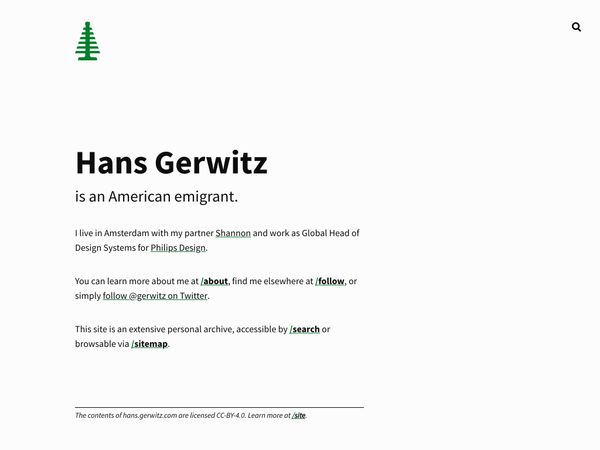 Hans Gerwitz
is an American emigrant.
I live in Amsterdam with my partner Shannon and work as Global Head of
Design Systems for Philips Design.
You can learn more about me at /about, find me elsewhere at /follow, or
simply follow @gerwitz on Twitter.
This site is an extensive personal archive, accessible by /search or
browsable via /sitemap.
The contents of hans.gerwitz.com are licensed CC-BY-4.0. Learn more at /site.